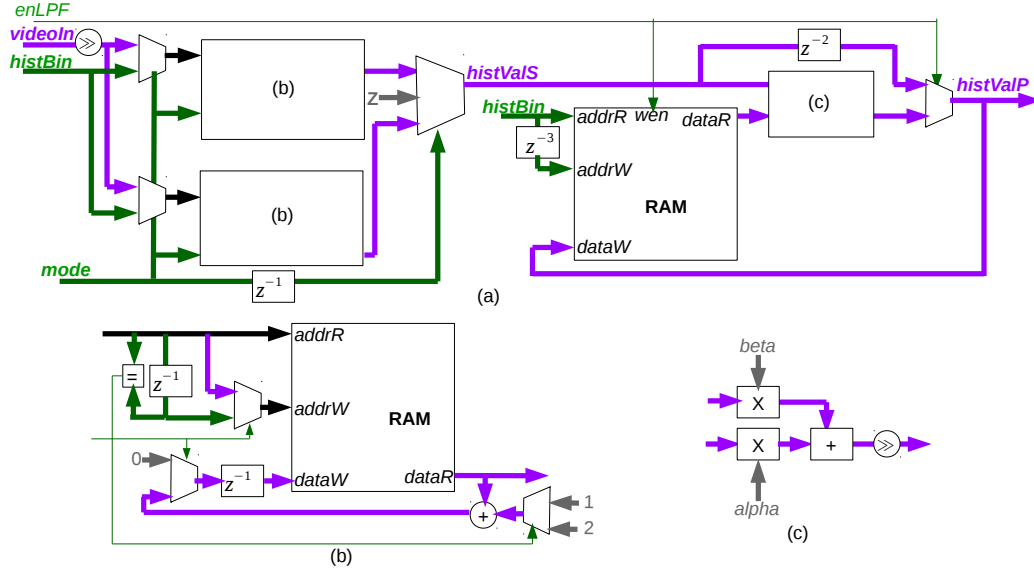 enLPF
videoIn
≫
histBin
(b)
z
histValS
z⁻²
(c)
histValP
histBin
addrR
wen
dataR
z⁻³
addrW
RAM
(b)
dataW
mode
z⁻¹
(a)
addrR
=
z⁻¹
addrW
RAM
0
z⁻¹
dataW
dataR
+
1
2
(b)
beta
X
X
+
≫
alpha
(c)